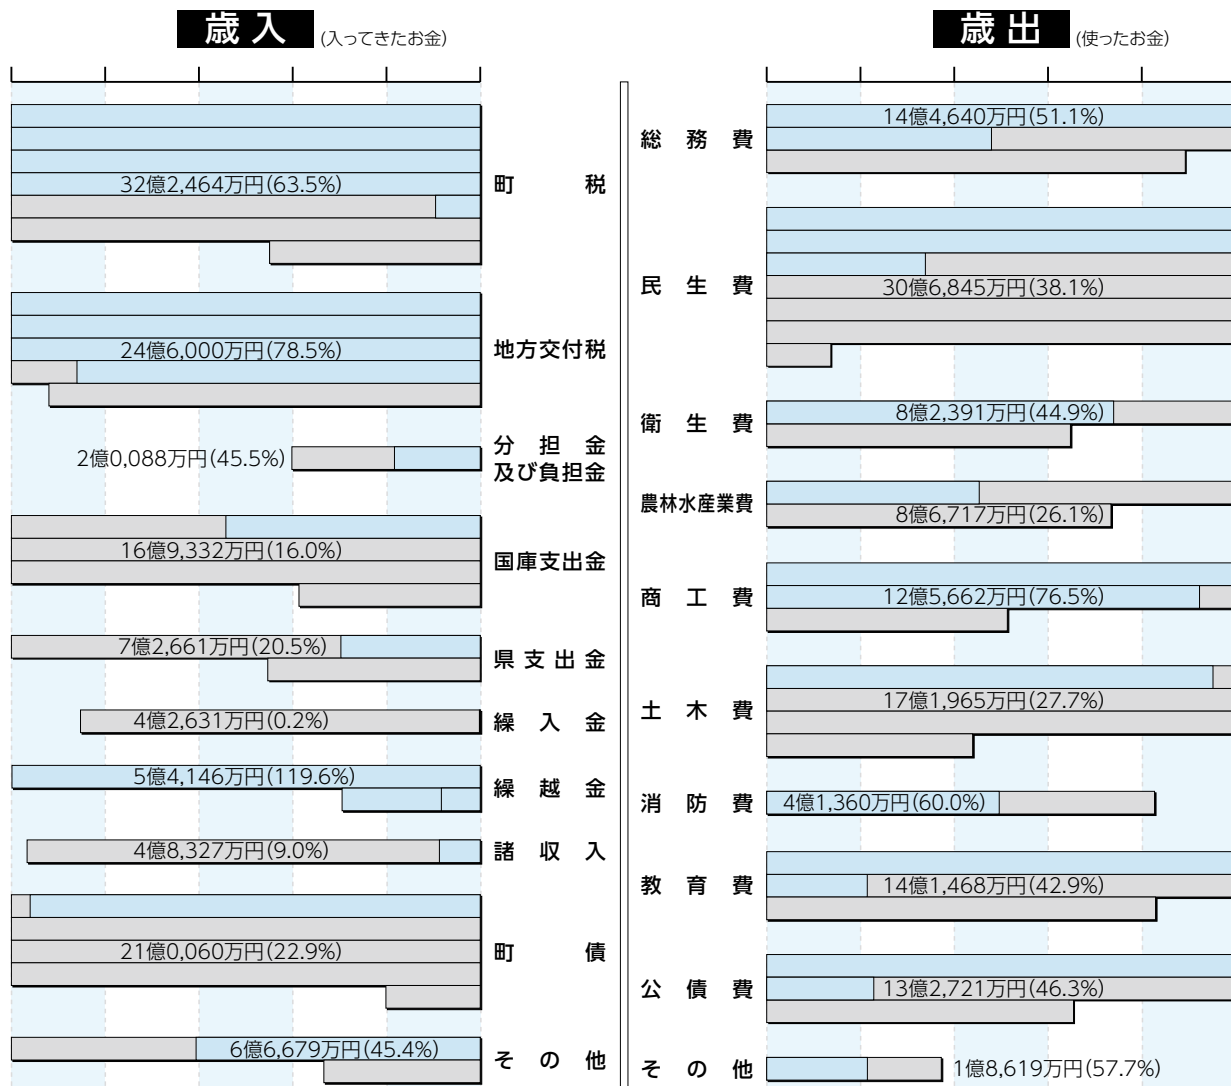 歳入 (入ってきたお金)
32億2,464万円(63.5%) 町税
24億6,000万円(78.5%) 地方交付税
2億0,088万円(45.5%) 分担金
及び負担金
16億9,332万円(16.0%) 国庫支出金
7億2,661万円(20.5%) 県支出金
4億2,631万円(0.2%) 繰入金
5億4,146万円(119.6%) 繰越金
4億8,327万円(9.0%) 諸収入
21億0,060万円(22.9%) 町債
6億6,679万円(45.4%) その他
歳出 (使ったお金)
総務費 14億4,640万円(51.1%)
民生費 30億6,845万円(38.1%)
衛生費 8億2,391万円(44.9%)
農林水産業費 8億6,717万円(26.1%)
商工費 12億5,662万円(76.5%)
土木費 17億1,965万円(27.7%)
消防費 4億1,360万円(60.0%)
教育費 14億1,468万円(42.9%)
公債費 13億2,721万円(46.3%)
その他 1億8,619万円(57.7%)